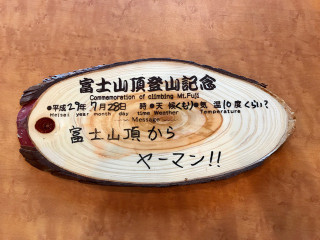 富士山頂登山記念
Commemoration of climbing Mt.Fuji
●平成27年7月28日 時●天候くもり●気温10度くらい?
Heisei year month day time Weather Temperature
Message
富士山頂から
ヤーマン!!